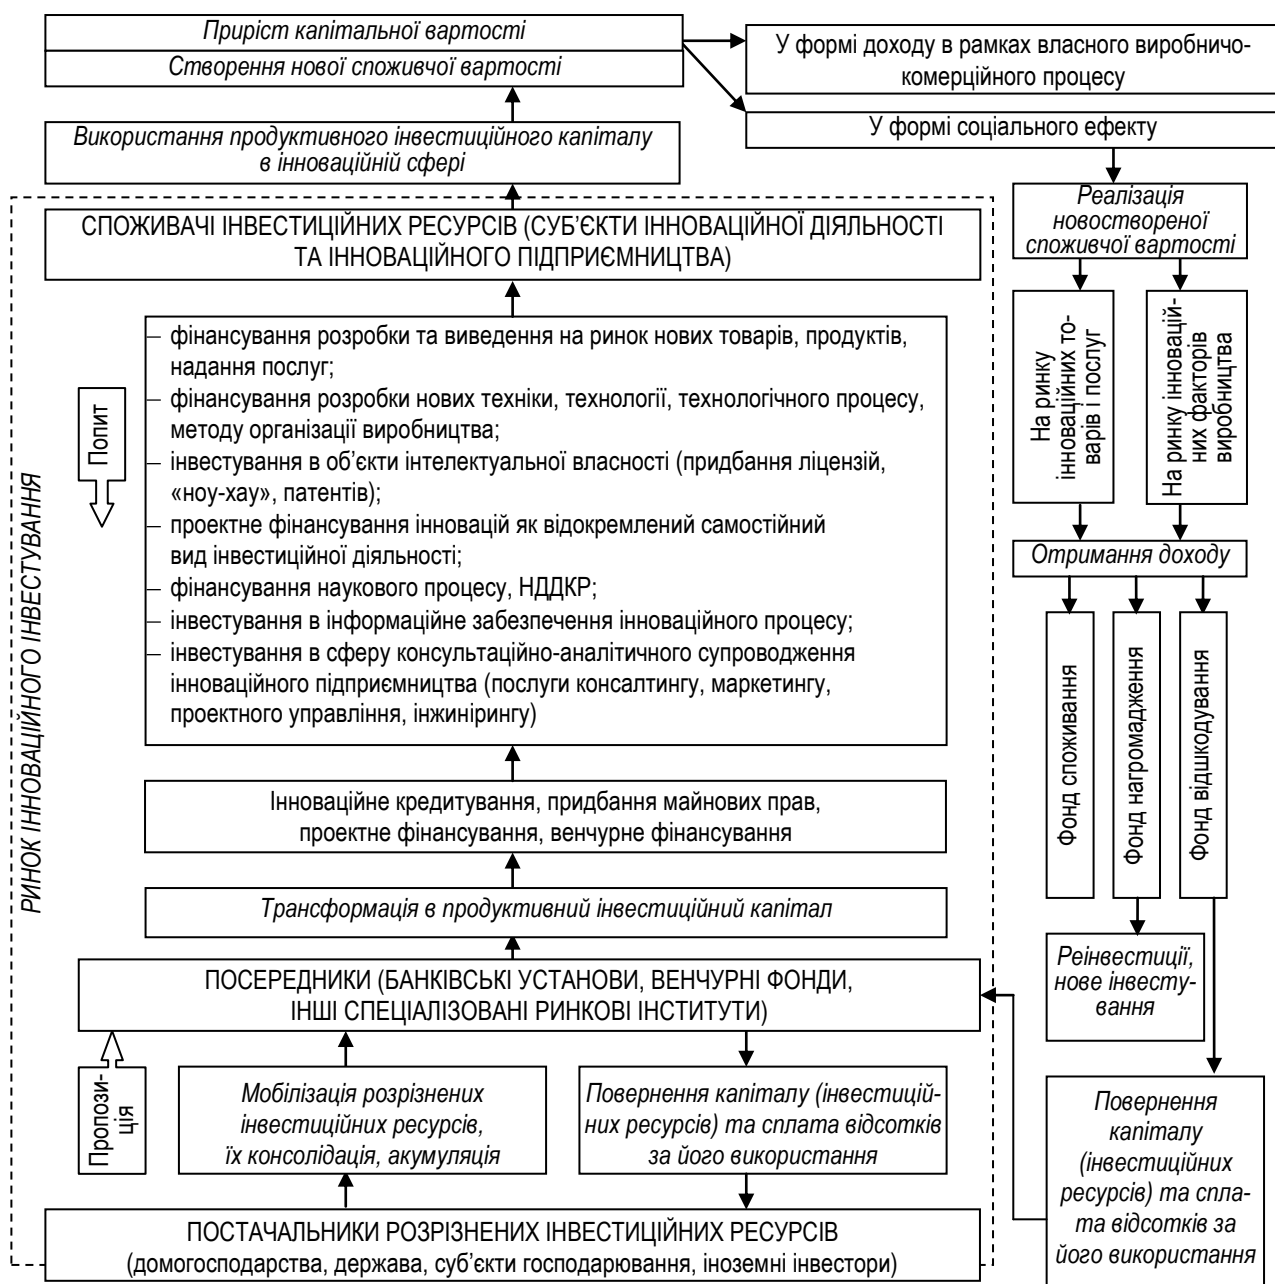 Приріст капітальної вартості
Створення нової споживчої вартості
У формі доходу в рамках власного виробничо-
комерційного процесу
У формі соціального ефекту
Використання продуктивного інвестиційного капіталу
в інноваційній сфері
РИНОК ІННОВАЦІЙНОГО ІНВЕСТУВАННЯ
СПОЖИВАЧІ ІНВЕСТИЦІЙНИХ РЕСУРСІВ (СУБ’ЄКТИ ІННОВАЦІЙНОЇ ДІЯЛЬНОСТІ
ТА ІННОВАЦІЙНОГО ПІДПРИЄМНИЦТВА)
Попит
– фінансування розробки та виведення на ринок нових товарів, продуктів,
надання послуг;
– фінансування розробки нових техніки, технології, технологічного процесу,
методу організації виробництва;
– інвестування в об’єкти інтелектуальної власності (придбання ліцензій,
«ноу-хау», патентів);
– проектне фінансування інновацій як відокремлений самостійний
вид інвестиційної діяльності;
– фінансування наукового процесу, НДДКР;
– інвестування в інформаційне забезпечення інноваційного процесу;
– інвестування в сферу консультаційно-аналітичного супроводження
інноваційного підприємництва (послуги консалтингу, маркетингу,
проектного управління, інжинірингу)
Інноваційне кредитування, придбання майнових прав,
проектне фінансування, венчурне фінансування
Трансформація в продуктивний інвестиційний капітал
ПОСЕРЕДНИКИ (БАНКІВСЬКІ УСТАНОВИ, ВЕНЧУРНІ ФОНДИ,
ІНШІ СПЕЦІАЛІЗОВАНІ РИНКОВІ ІНСТИТУТИ)
Пропози-
ція
Мобілізація розрізнених
інвестиційних ресурсів,
їх консолідація, акумуляція
Повернення капіталу (інвестицій-
них ресурсів) та сплата відсотків
за його використання
ПОСТАЧАЛЬНИКИ РОЗРІЗНЕНИХ ІНВЕСТИЦІЙНИХ РЕСУРСІВ
(домогосподарства, держава, суб’єкти господарювання, іноземні інвестори)
Реалізація
новоствореної
споживчої вартості
На ринку
інноваційних то-
варів і послуг
На ринку інновацій-
них факторів
виробництва
Отримання доходу
Фонд споживання
Фонд нагромадження
Фонд відшкодування
Реінвестиції,
нове інвесту-
вання
Повернення
капіталу
(інвестиційних
ресурсів) та спла-
та відсотків за
його використання